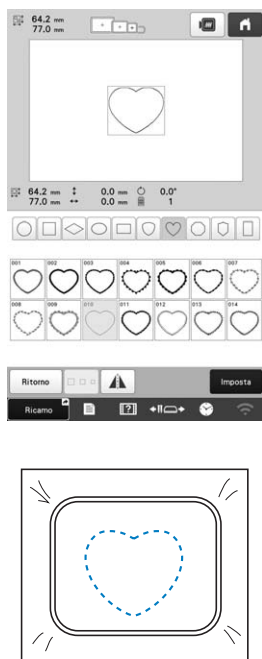 64.2 mm
77.0 mm
64.2 mm 0.0 mm 0.0°
77.0 mm 0.0 mm 1
001 002 003 004 005 006 007
008 009 010 011 012 013 014
Ritorno Imposta
Ricamo ?